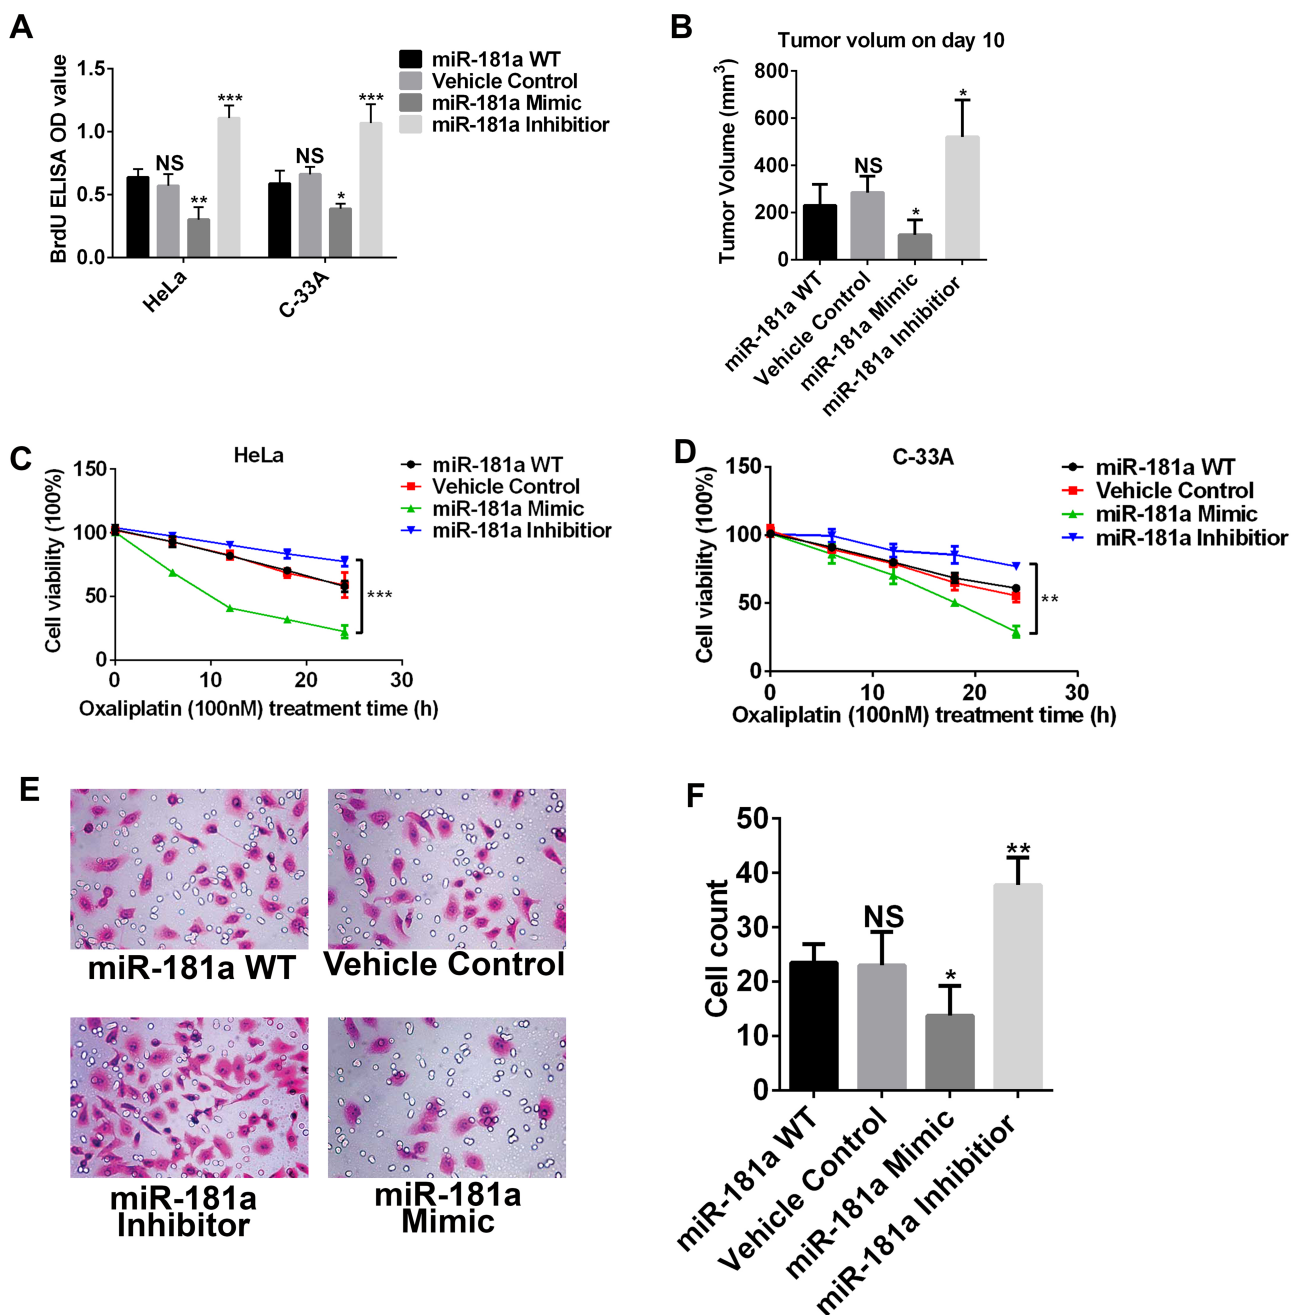 A
BrdU ELISA OD value
1.5
1.0
0.5
0.0
NS
**
***
NS
*
***
HeLa
C-33A
miR-181a WT
Vehicle Control
miR-181a Mimic
miR-181a Inhibitior
B
Tumor volum on day 10
Tumor Volume (mm³)
800
600
400
200
0
NS
*
*
miR-181a WT
Vehicle Control
miR-181a Mimic
miR-181a Inhibitior
C
HeLa
Cell viability (100%)
150
100
50
0
0
10
20
30
Oxaliplatin (100nM) treatment time (h)
***
miR-181a WT
Vehicle Control
miR-181a Mimic
miR-181a Inhibitior
D
C-33A
Cell viability (100%)
150
100
50
0
0
10
20
30
Oxaliplatin (100nM) treatment time (h)
**
miR-181a WT
Vehicle Control
miR-181a Mimic
miR-181a Inhibitior
E
miR-181a WT
Vehicle Control
miR-181a
Inhibitor
miR-181a
Mimic
F
Cell count
50
40
30
20
10
0
NS
*
**
miR-181a WT
Vehicle Control
miR-181a Mimic
miR-181a Inhibitior